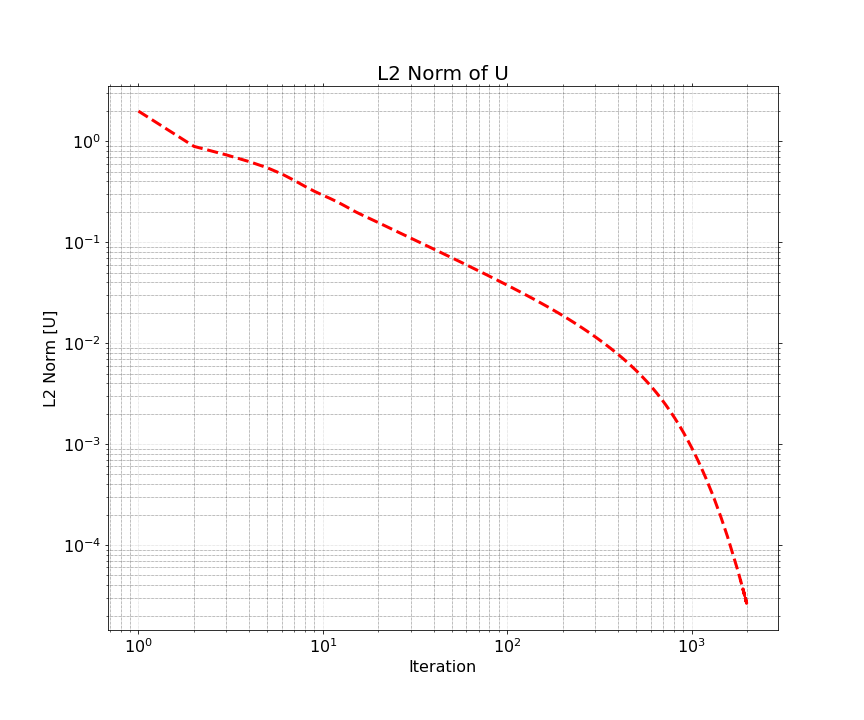 L2 Norm of U
10⁰
10⁻¹
10⁻²
10⁻³
10⁻⁴
L2 Norm [U]
10⁰ 10¹ 10² 10³
Iteration